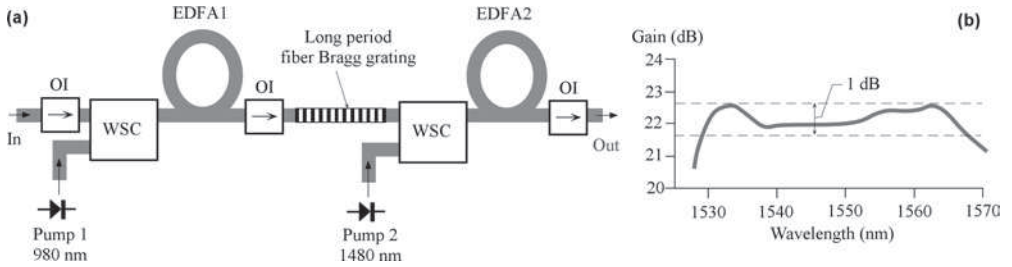 (a)
EDFA1
EDFA2
Long period
fiber Bragg grating
OI
OI
OI
WSC
WSC
In
Out
Pump 1
980 nm
Pump 2
1480 nm
(b)
Gain (dB)
24
23
22
21
20
1 dB
1530
1540
1550
1560
1570
Wavelength (nm)